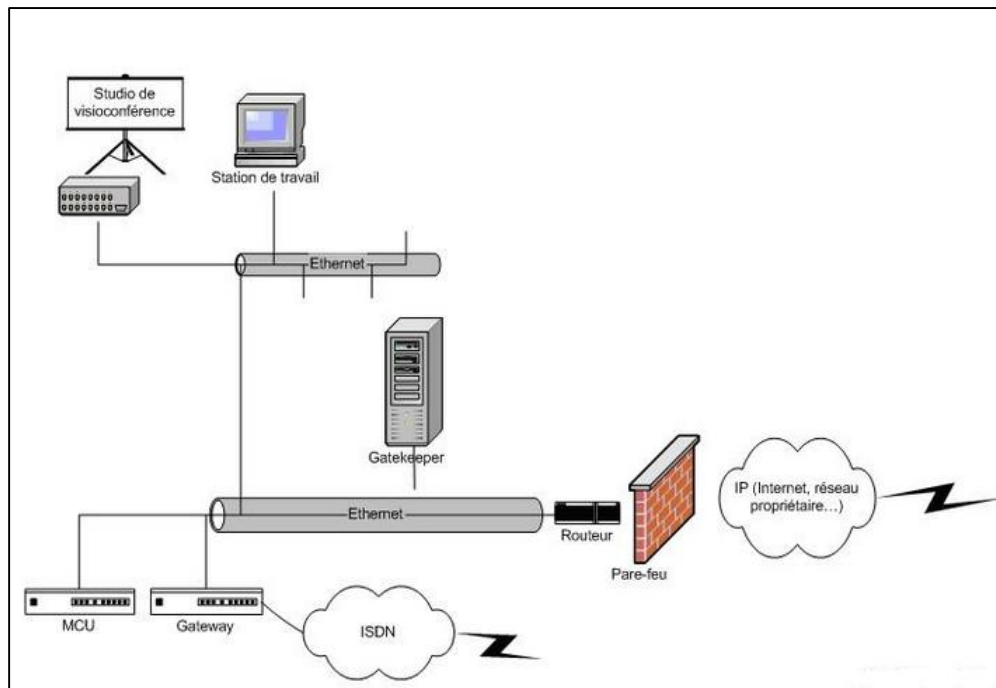 Studio de
visioconférence
Station de travail
Ethernet
Gatekeeper
Ethernet
Routeur
IP (Internet, réseau
propriétaire…)
Pare-feu
MCU
Gateway
ISDN